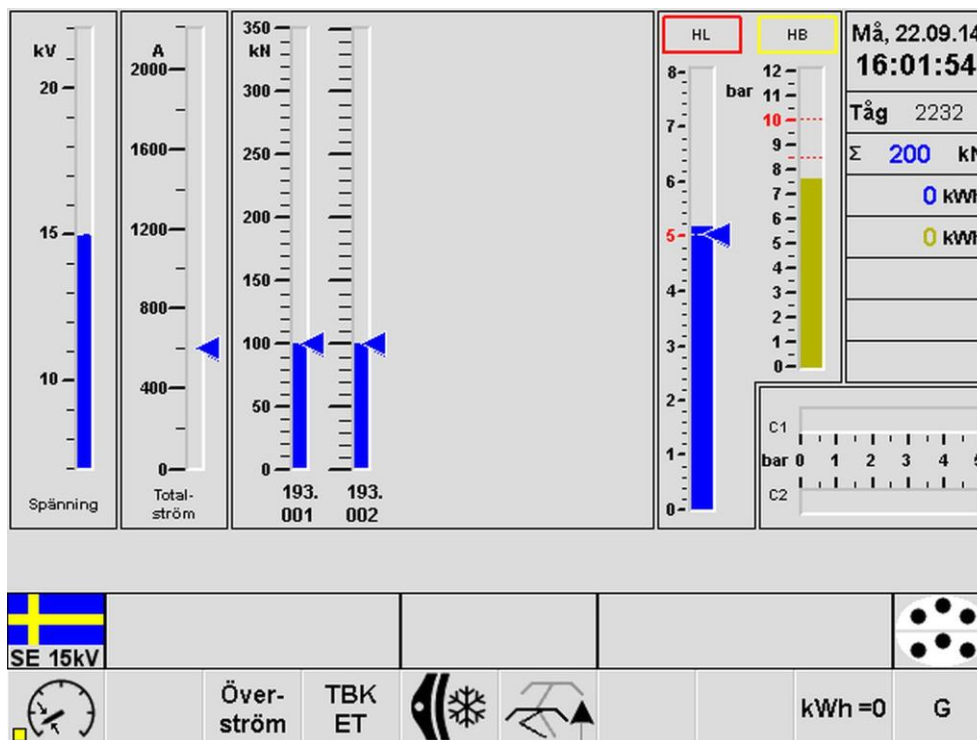 kV
20
15
10
Spänning
A
2000
1600
1200
800
400
0
Total-
ström
350
kN
300
250
200
150
100
50
0
193.
001
193.
002
HL
8
7
6
5
4
3
2
1
0
bar
HB
12
11
10
9
8
7
6
5
4
3
2
1
0
Må, 22.09.14
16:01:54
Tåg 2232
Σ 200 kN
0 kWh
0 kWh
C1
bar 0 1 2 3 4 5
C2
SE 15kV
Över-
ström
TBK
ET
kWh =0
G